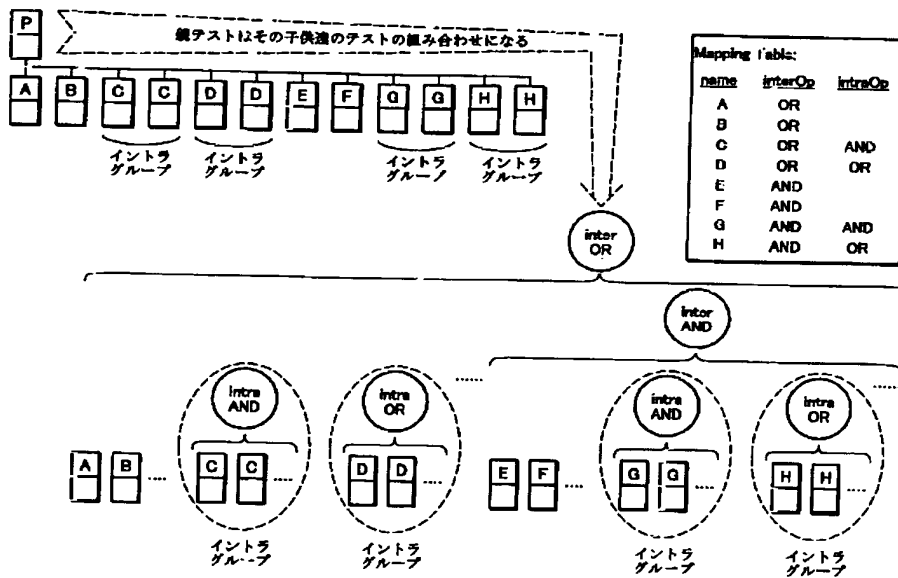 P
親テストはその子供達のテストの組み合わせになる
A B C C D D E F G G H H
イントラ
グループ
イントラ
グループ
イントラ
グループ
イントラ
グループ
Mapping Table:
name interOp intraOp
A OR
B OR
C OR AND
D OR OR
E AND
F AND
G AND AND
H AND OR
inter
OR
inter
AND
intra
AND
intra
OR
intra
AND
intra
OR
A B C C D D E F G G H H
イントラ
グループ
イントラ
グループ
イントラ
グループ
イントラ
グループ